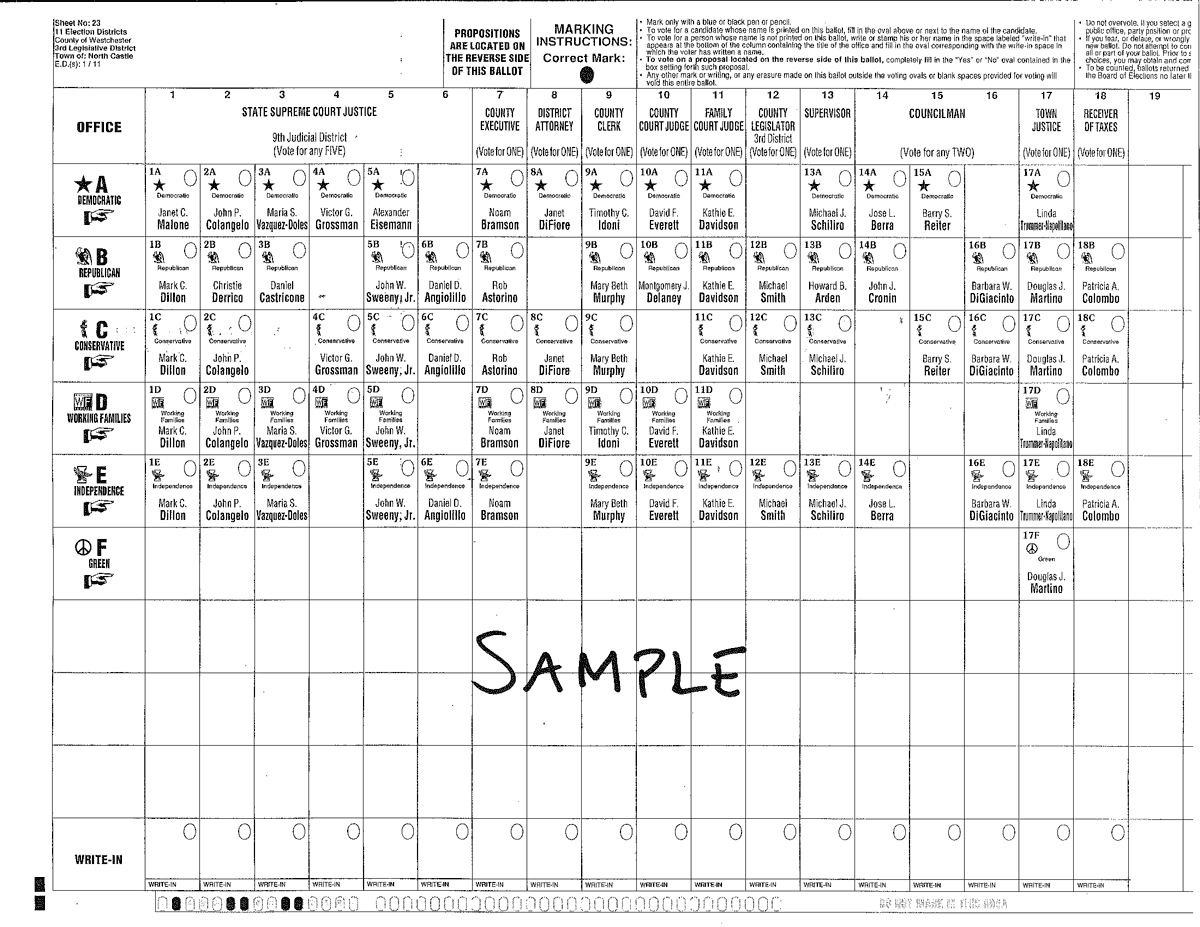 Sheet No: 23
11 Election Districts
County of Westchester
3rd Legislative District
Town of: North Castle
E.D.(s): 1 / 11
PROPOSITIONS
ARE LOCATED ON
THE REVERSE SIDE
OF THIS BALLOT
MARKING
INSTRUCTIONS:
Correct Mark:
• Mark only with a blue or black pen or pencil.
• To vote for a candidate whose name is printed on this ballot, fill in the oval above or next to the name of the candidate.
• To vote for a person whose name is not printed on this ballot, write or stamp his or her name in the space labeled "write-in" that
appears at the bottom of the column containing the title of the office and fill in the oval corresponding with the write-in space in
which the voter has written a name.
• To vote on a proposal located on the reverse side of this ballot, completely fill in the "Yes" or "No" oval contained in the
box setting forth such proposal.
• Any other mark or writing, or any erasure made on this ballot outside the voting ovals or blank spaces provided for voting will
void this entire ballot.
• Do not overvote. If you select a g
public office, party position or prc
• If you tear, or deface, or wrongly
new ballot. Do not attempt to corr
all or part of your ballot. Prior to s
choices, you may obtain and com
• To be counted, ballots returned
the Board of Elections no later th
1 2 3 4 5 6 7 8 9 10 11 12 13 14 15 16 17 18 19
OFFICE
STATE SUPREME COURT JUSTICE
9th Judicial District
(Vote for any FIVE)
COUNTY EXECUTIVE
(Vote for ONE)
DISTRICT ATTORNEY
(Vote for ONE)
COUNTY CLERK
(Vote for ONE)
COUNTY COURT JUDGE
(Vote for ONE)
FAMILY COURT JUDGE
(Vote for ONE)
COUNTY LEGISLATOR
3rd District
(Vote for ONE)
SUPERVISOR
(Vote for ONE)
COUNCILMAN
(Vote for any TWO)
TOWN JUSTICE
(Vote for ONE)
RECEIVER OF TAXES
(Vote for ONE)
★ A
DEMOCRATIC
1A Democratic Janet C. Malone
2A Democratic John P. Colangelo
3A Democratic Maria S. Vazquez-Doles
4A Democratic Victor G. Grossman
5A Democratic Alexander Eisemann
7A Democratic Noam Bramson
8A Democratic Janet DiFiore
9A Democratic Timothy C. Idoni
10A Democratic David F. Everett
11A Democratic Kathie E. Davidson
13A Democratic Michael J. Schiliro
14A Democratic Jose L. Berra
15A Democratic Barry S. Reiter
17A Democratic Linda Trummer-Napolitano
B
REPUBLICAN
1B Republican Mark C. Dillon
2B Republican Christie Derrico
3B Republican Daniel Castricone
5B Republican John W. Sweeny, Jr.
6B Republican Daniel D. Angiolillo
7B Republican Rob Astorino
9B Republican Mary Beth Murphy
10B Republican Montgomery J. Delaney
11B Republican Kathie E. Davidson
12B Republican Michael Smith
13B Republican Howard B. Arden
14B Republican John J. Cronin
16B Republican Barbara W. DiGiacinto
17B Republican Douglas J. Martino
18B Republican Patricia A. Colombo
C
CONSERVATIVE
1C Conservative Mark C. Dillon
2C Conservative John P. Colangelo
4C Conservative Victor G. Grossman
5C Conservative John W. Sweeny, Jr.
6C Conservative Daniel D. Angiolillo
7C Conservative Rob Astorino
8C Conservative Janet DiFiore
9C Conservative Mary Beth Murphy
11C Conservative Kathie E. Davidson
12C Conservative Michael Smith
13C Conservative Michael J. Schiliro
15C Conservative Barry S. Reiter
16C Conservative Barbara W. DiGiacinto
17C Conservative Douglas J. Martino
18C Conservative Patricia A. Colombo
WF D
WORKING FAMILIES
1D Working Families Mark C. Dillon
2D Working Families John P. Colangelo
3D Working Families Maria S. Vazquez-Doles
4D Working Families Victor G. Grossman
5D Working Families John W. Sweeny, Jr.
7D Working Families Noam Bramson
8D Working Families Janet DiFiore
9D Working Families Timothy C. Idoni
10D Working Families David F. Everett
11D Working Families Kathie E. Davidson
17D Working Families Linda Trummer-Napolitano
E
INDEPENDENCE
1E Independence Mark C. Dillon
2E Independence John P. Colangelo
3E Independence Maria S. Vazquez-Doles
5E Independence John W. Sweeny, Jr.
6E Independence Daniel D. Angiolillo
7E Independence Noam Bramson
9E Independence Mary Beth Murphy
10E Independence David F. Everett
11E Independence Kathie E. Davidson
12E Independence Michael Smith
13E Independence Michael J. Schiliro
14E Independence Jose L. Berra
16E Independence Barbara W. DiGiacinto
17E Independence Linda Trummer-Napolitano
18E Independence Patricia A. Colombo
F
GREEN
17F Green Douglas J. Martino
SAMPLE
WRITE-IN
WRITE-IN WRITE-IN WRITE-IN WRITE-IN WRITE-IN WRITE-IN WRITE-IN WRITE-IN WRITE-IN WRITE-IN WRITE-IN WRITE-IN WRITE-IN WRITE-IN WRITE-IN WRITE-IN WRITE-IN WRITE-IN
DO NOT MARK IN THIS AREA